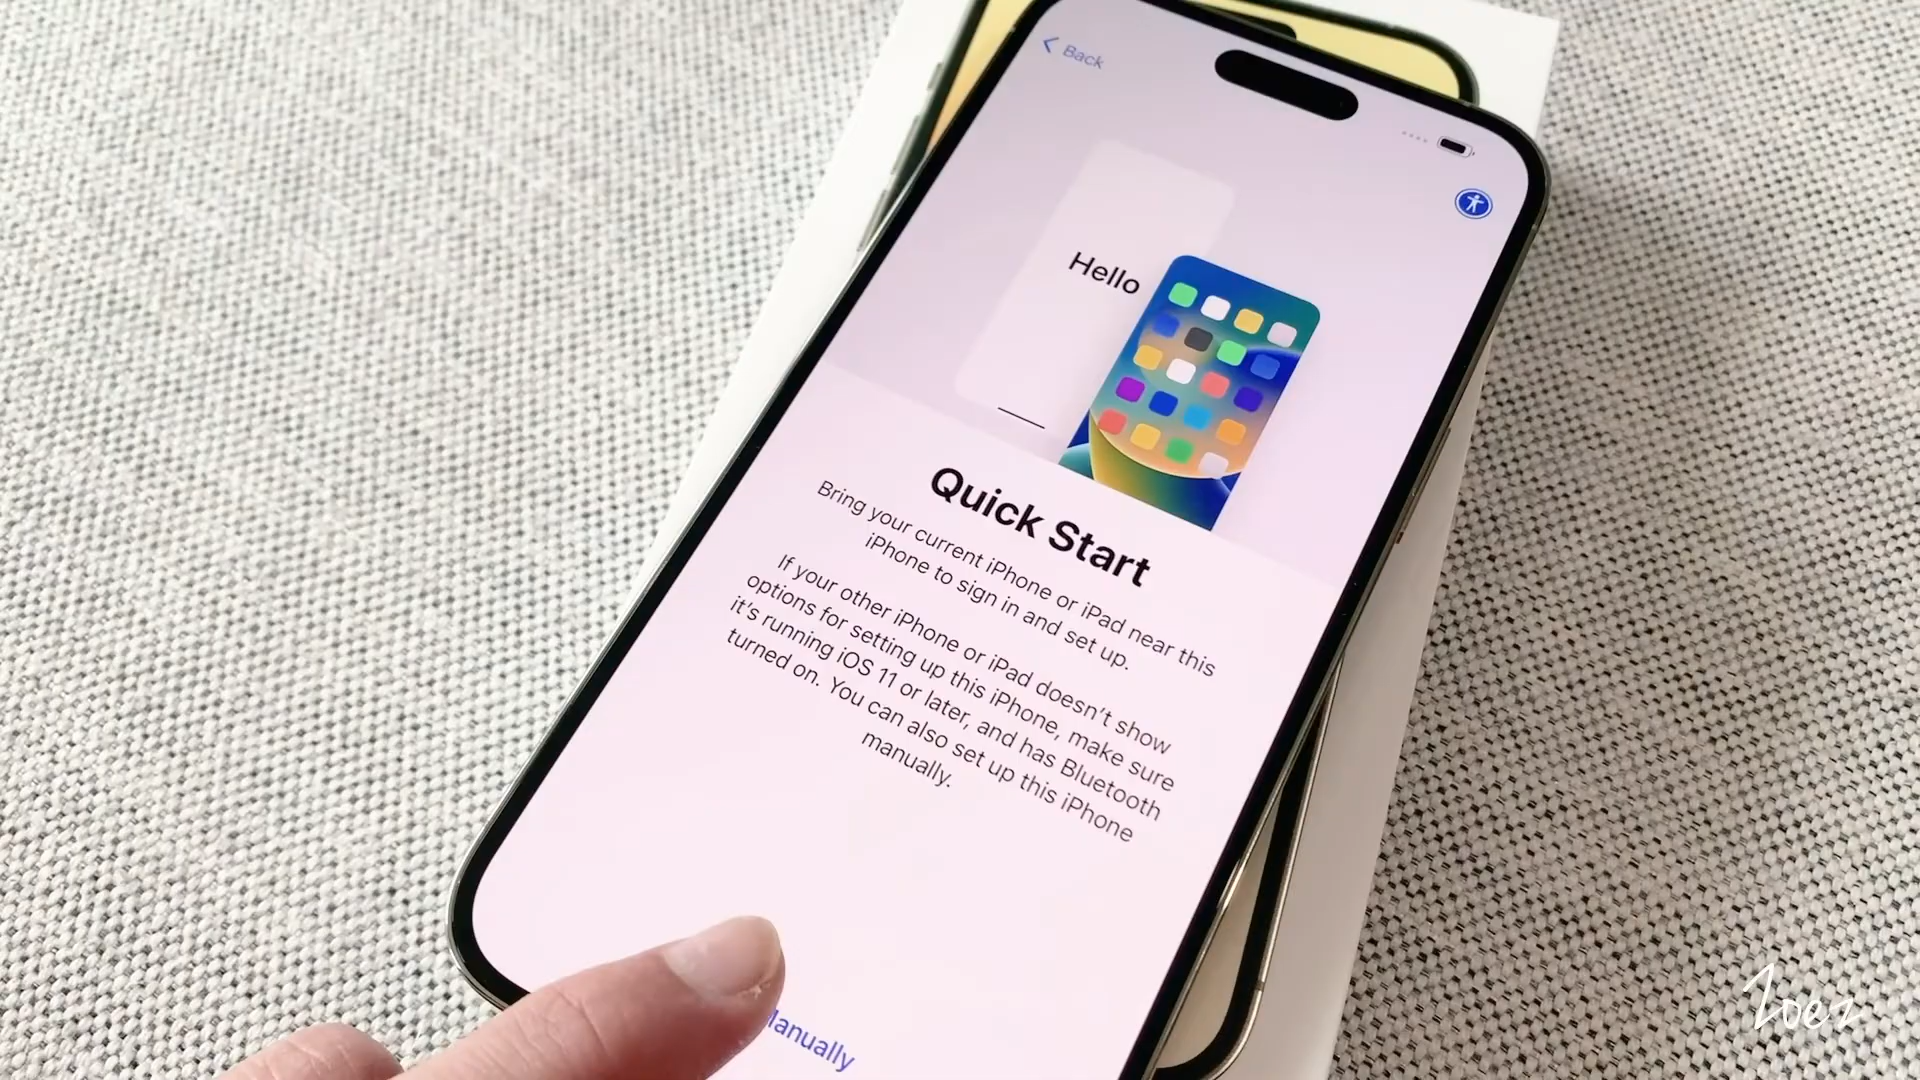 Back
Hello
Quick Start
Bring your current iPhone or iPad near this
iPhone to sign in and set up.
If your other iPhone or iPad doesn't show
options for setting up this iPhone, make sure
it's running iOS 11 or later, and has Bluetooth
turned on. You can also set up this iPhone
manually.
Manually
Zoez